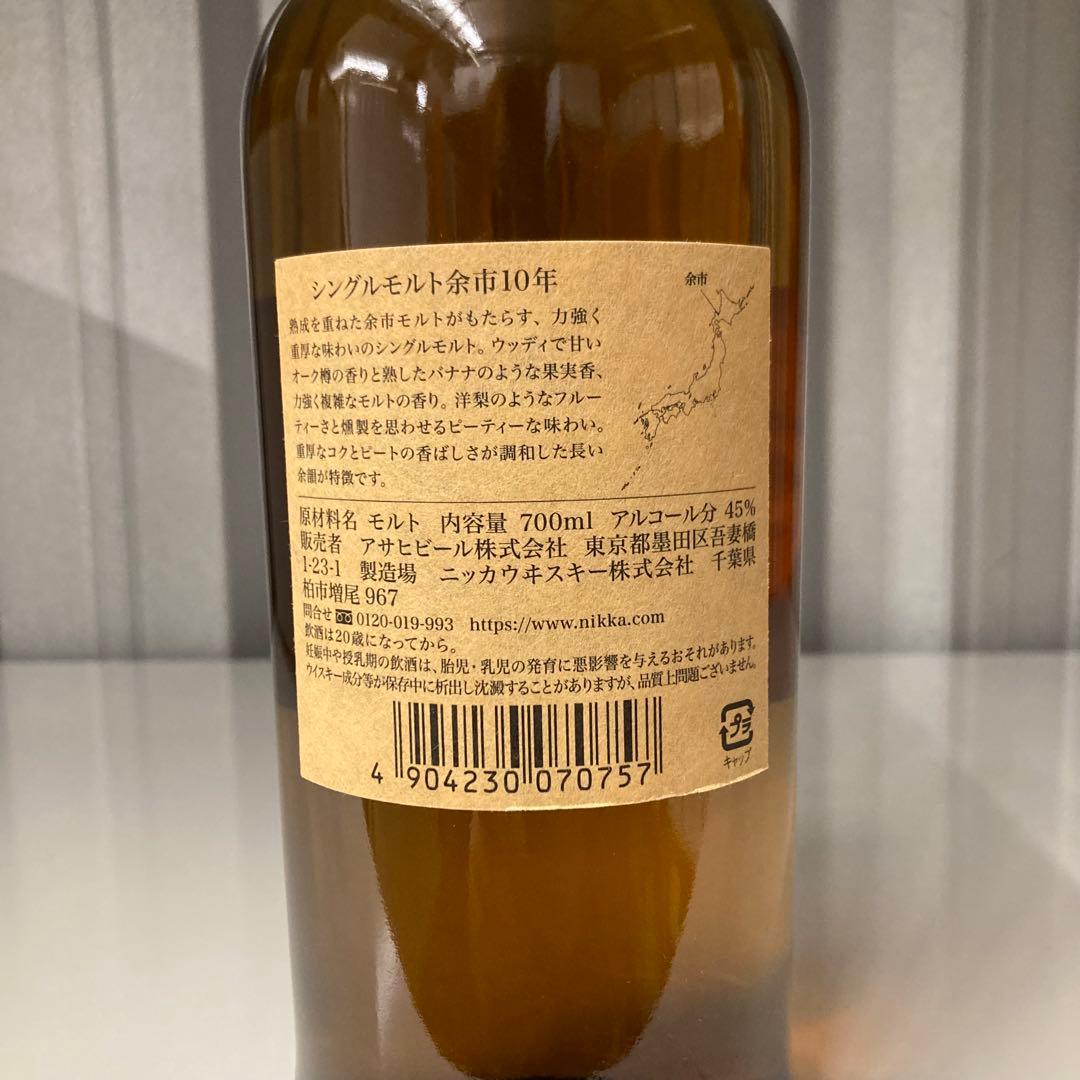 シングルモルト余市10年
余市
熟成を重ねた余市モルトがもたらす、力強く
重厚な味わいのシングルモルト。ウッディで甘い
オーク樽の香りと熟したバナナのような果実香、
力強く複雑なモルトの香り。洋梨のようなフルー
ティーさと燻製を思わせるピーティーな味わい。
重厚なコクとピートの香ばしさが調和した長い
余韻が特徴です。
原材料名 モルト 内容量 700ml アルコール分 45%
販売者 アサヒビール株式会社 東京都墨田区吾妻橋
1-23-1 製造場 ニッカウヰスキー株式会社 千葉県
柏市増尾967
問合せ 0120-019-993 https://www.nikka.com
飲酒は20歳になってから。
妊娠中や授乳期の飲酒は、胎児・乳児の発育に悪影響を与えるおそれがあります。
ウイスキー成分等が保存中に析出し沈澱することがありますが、品質上問題ございません。
4 904230 070757
プラ
キャップ